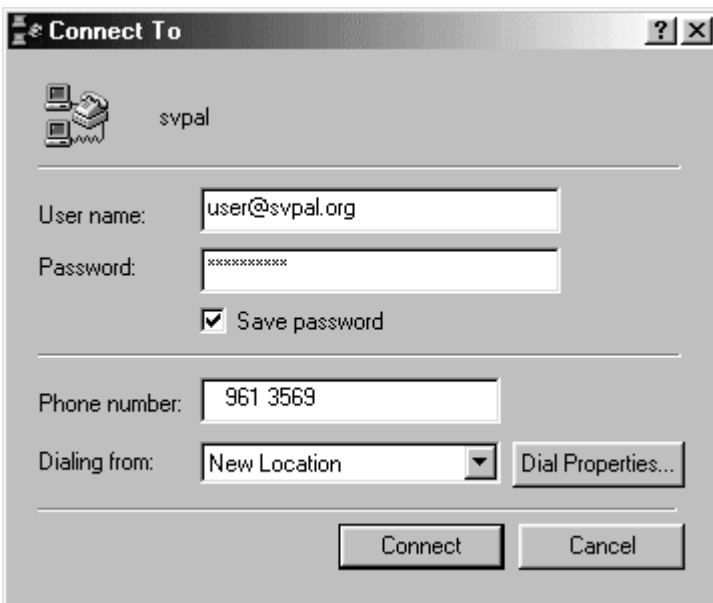 Connect To
svpal
User name: user@svpal.org
Password: **********
Save password
Phone number: 961 3569
Dialing from: New Location Dial Properties...
Connect Cancel